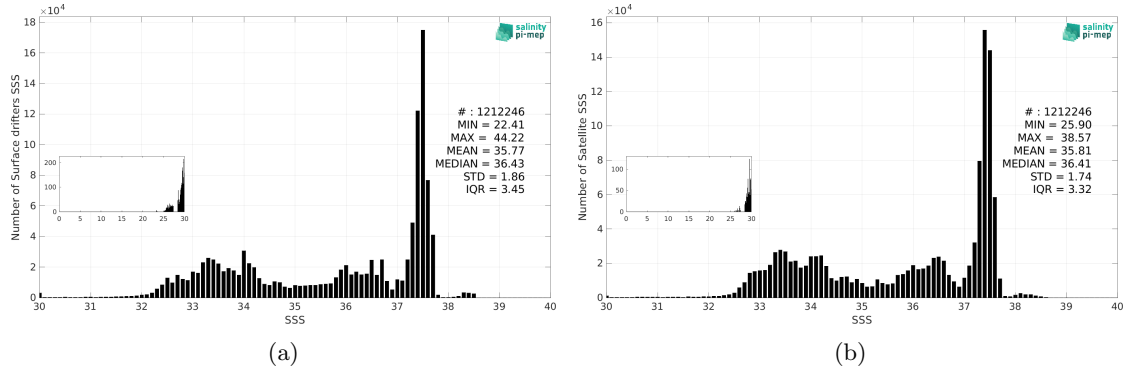 ×10⁴
18
16
14
12
10
8
6
4
2
0
Number of Surface drifters SSS
salinity
pi-mep
# : 1212246
MIN = 22.41
MAX = 44.22
MEAN = 35.77
MEDIAN = 36.43
STD = 1.86
IQR = 3.45
200
100
0
0 5 10 15 20 25 30
30 31 32 33 34 35 36 37 38 39 40
SSS
(a)
×10⁴
16
14
12
10
8
6
4
2
0
Number of Satellite SSS
salinity
pi-mep
# : 1212246
MIN = 25.90
MAX = 38.57
MEAN = 35.81
MEDIAN = 36.41
STD = 1.74
IQR = 3.32
100
50
0
0 5 10 15 20 25 30
30 31 32 33 34 35 36 37 38 39 40
SSS
(b)